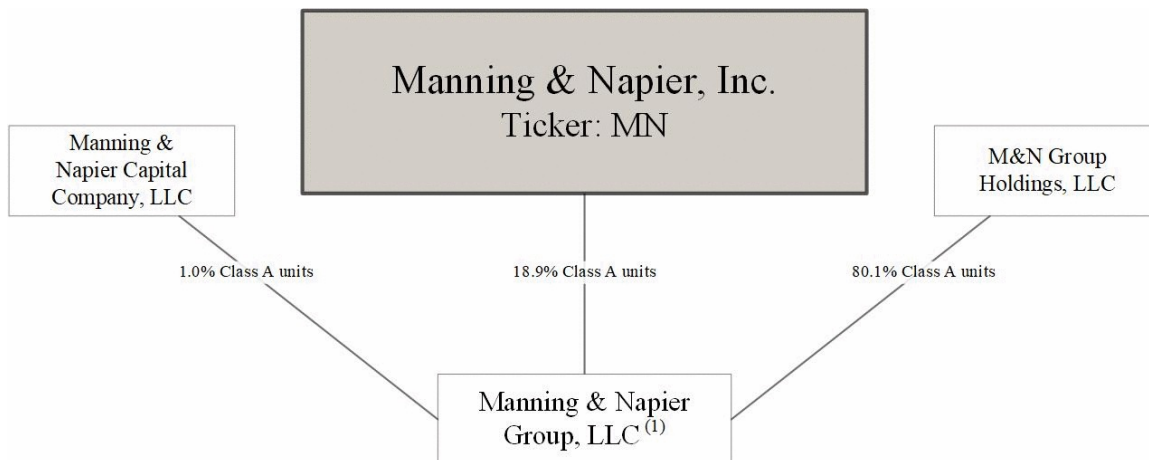 Manning & Napier, Inc.
Ticker: MN
Manning &
Napier Capital
Company, LLC
M&N Group
Holdings, LLC
1.0% Class A units
18.9% Class A units
80.1% Class A units
Manning & Napier
Group, LLC (1)